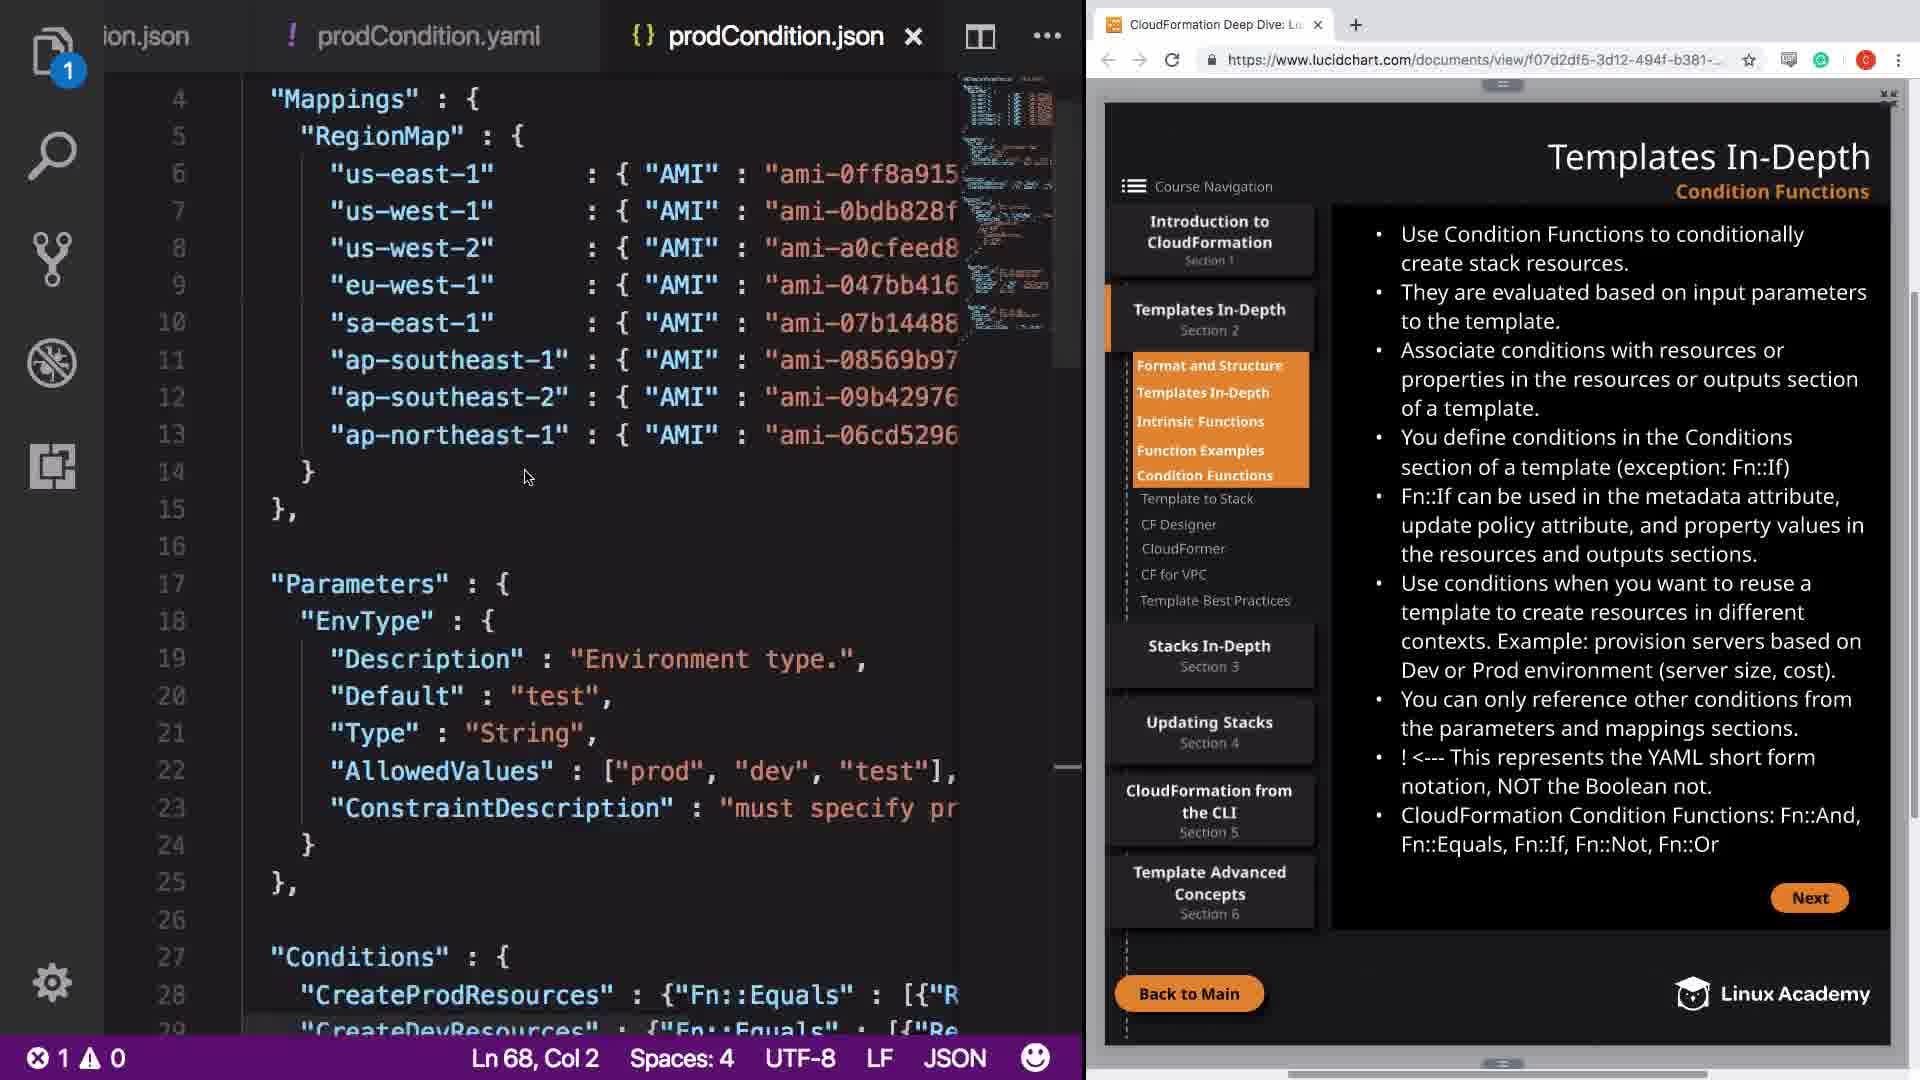 ion.json
! prodCondition.yaml
{} prodCondition.json
1
4 "Mappings" : {
5 "RegionMap" : {
6 "us-east-1" : { "AMI" : "ami-0ff8a915
7 "us-west-1" : { "AMI" : "ami-0bdb828f
8 "us-west-2" : { "AMI" : "ami-a0cfeed8
9 "eu-west-1" : { "AMI" : "ami-047bb416
10 "sa-east-1" : { "AMI" : "ami-07b14488
11 "ap-southeast-1" : { "AMI" : "ami-08569b97
12 "ap-southeast-2" : { "AMI" : "ami-09b42976
13 "ap-northeast-1" : { "AMI" : "ami-06cd5296
14 }
15 },
16
17 "Parameters" : {
18 "EnvType" : {
19 "Description" : "Environment type.",
20 "Default" : "test",
21 "Type" : "String",
22 "AllowedValues" : ["prod", "dev", "test"],
23 "ConstraintDescription" : "must specify pr
24 }
25 },
26
27 "Conditions" : {
28 "CreateProdResources" : {"Fn::Equals" : [{"R
29 "CreateDevResources" : {"Fn::Equals" : [{"Re
1 0
Ln 68, Col 2
Spaces: 4
UTF-8
LF
JSON
CloudFormation Deep Dive: Lu
https://www.lucidchart.com/documents/view/f07d2df5-3d12-494f-b381-...
C
Templates In-Depth
Condition Functions
Course Navigation
Introduction to
CloudFormation
Section 1
Templates In-Depth
Section 2
Format and Structure
Templates In-Depth
Intrinsic Functions
Function Examples
Condition Functions
Template to Stack
CF Designer
CloudFormer
CF for VPC
Template Best Practices
Stacks In-Depth
Section 3
Updating Stacks
Section 4
CloudFormation from
the CLI
Section 5
Template Advanced
Concepts
Section 6
Back to Main
• Use Condition Functions to conditionally
create stack resources.
• They are evaluated based on input parameters
to the template.
• Associate conditions with resources or
properties in the resources or outputs section
of a template.
• You define conditions in the Conditions
section of a template (exception: Fn::If)
• Fn::If can be used in the metadata attribute,
update policy attribute, and property values in
the resources and outputs sections.
• Use conditions when you want to reuse a
template to create resources in different
contexts. Example: provision servers based on
Dev or Prod environment (server size, cost).
• You can only reference other conditions from
the parameters and mappings sections.
• ! <--- This represents the YAML short form
notation, NOT the Boolean not.
• CloudFormation Condition Functions: Fn::And,
Fn::Equals, Fn::If, Fn::Not, Fn::Or
Next
Linux Academy